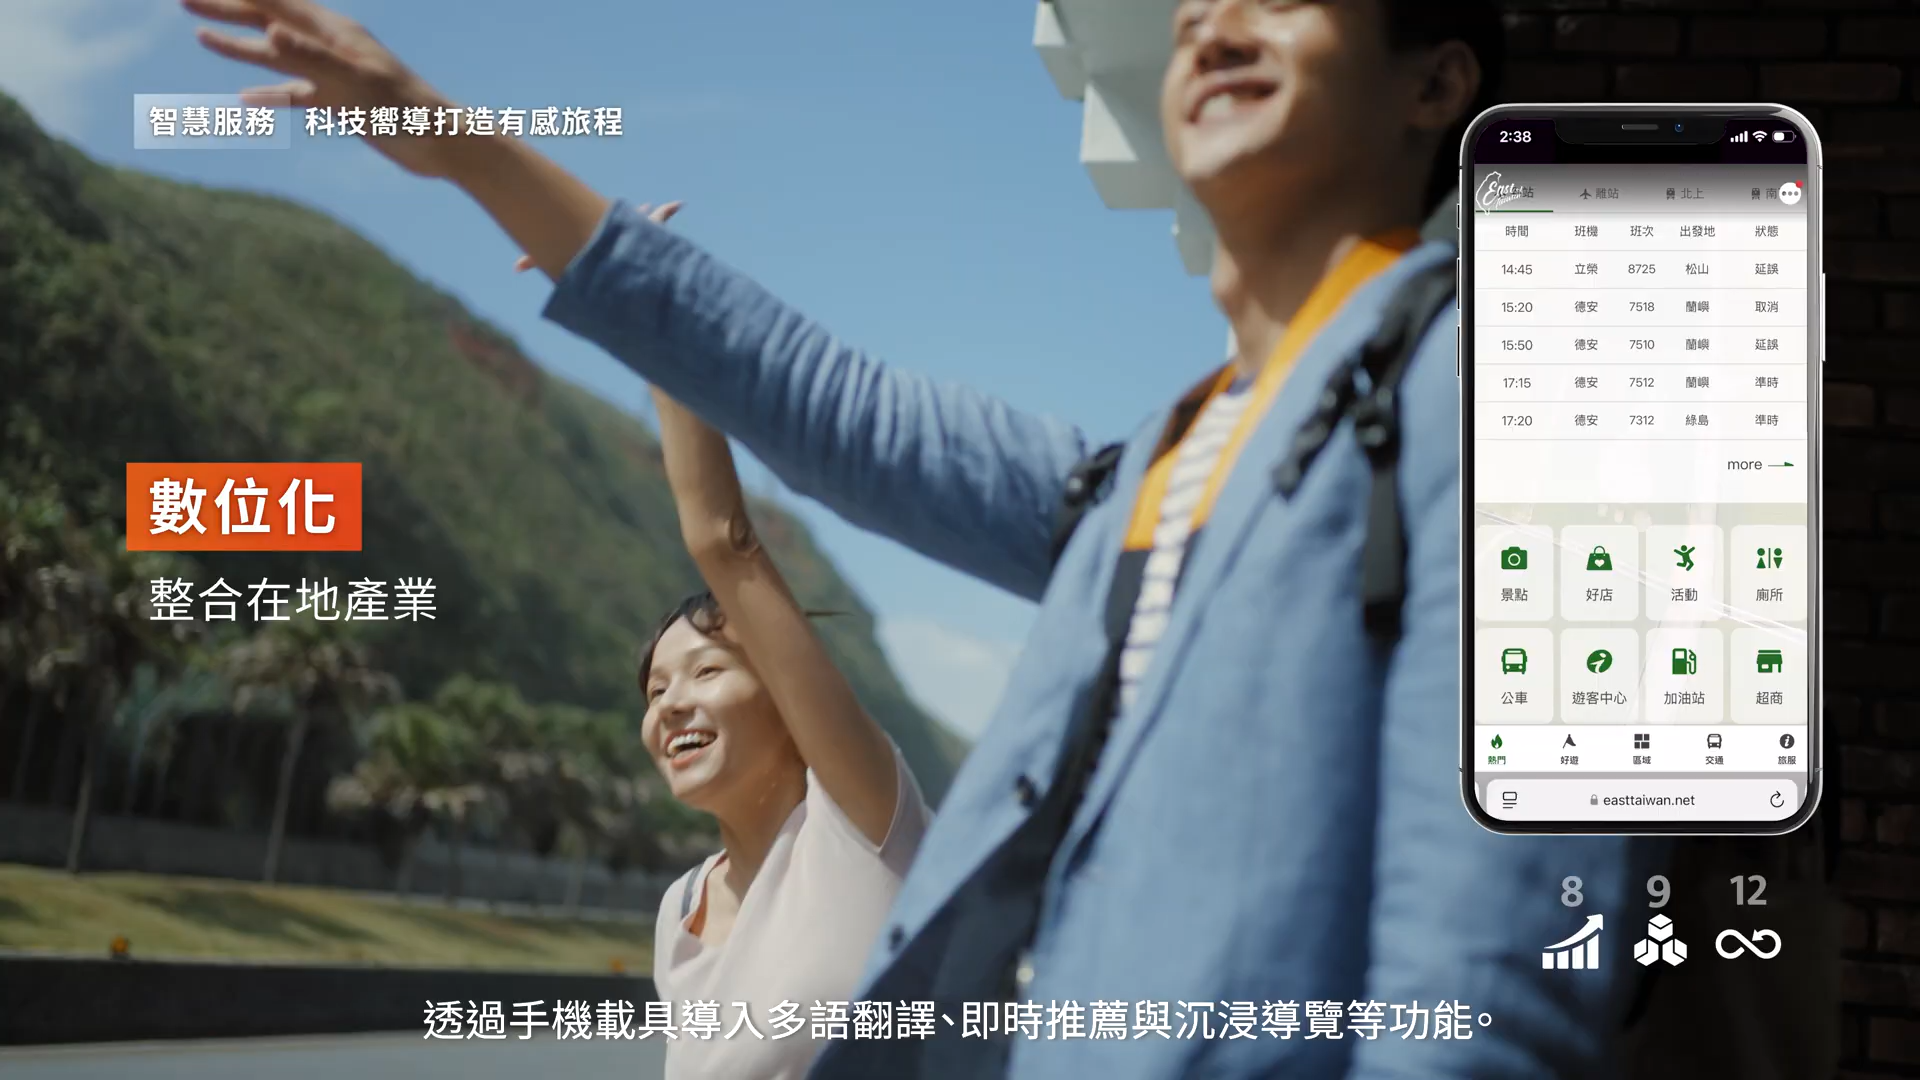 智慧服務 科技嚮導打造有感旅程
數位化
整合在地產業
2:38
East
離站 北上 南
時間 班機 班次 出發地 狀態
14:45 立榮 8725 松山 延誤
15:20 德安 7518 蘭嶼 取消
15:50 德安 7510 蘭嶼 延誤
17:15 德安 7512 蘭嶼 準時
17:20 德安 7312 綠島 準時
more
景點 好店 活動 廁所
公車 遊客中心 加油站 超商
熱門 好遊 區域 交通 旅服
easttaiwan.net
8 9 12
透過手機載具導入多語翻譯、即時推薦與沉浸導覽等功能。